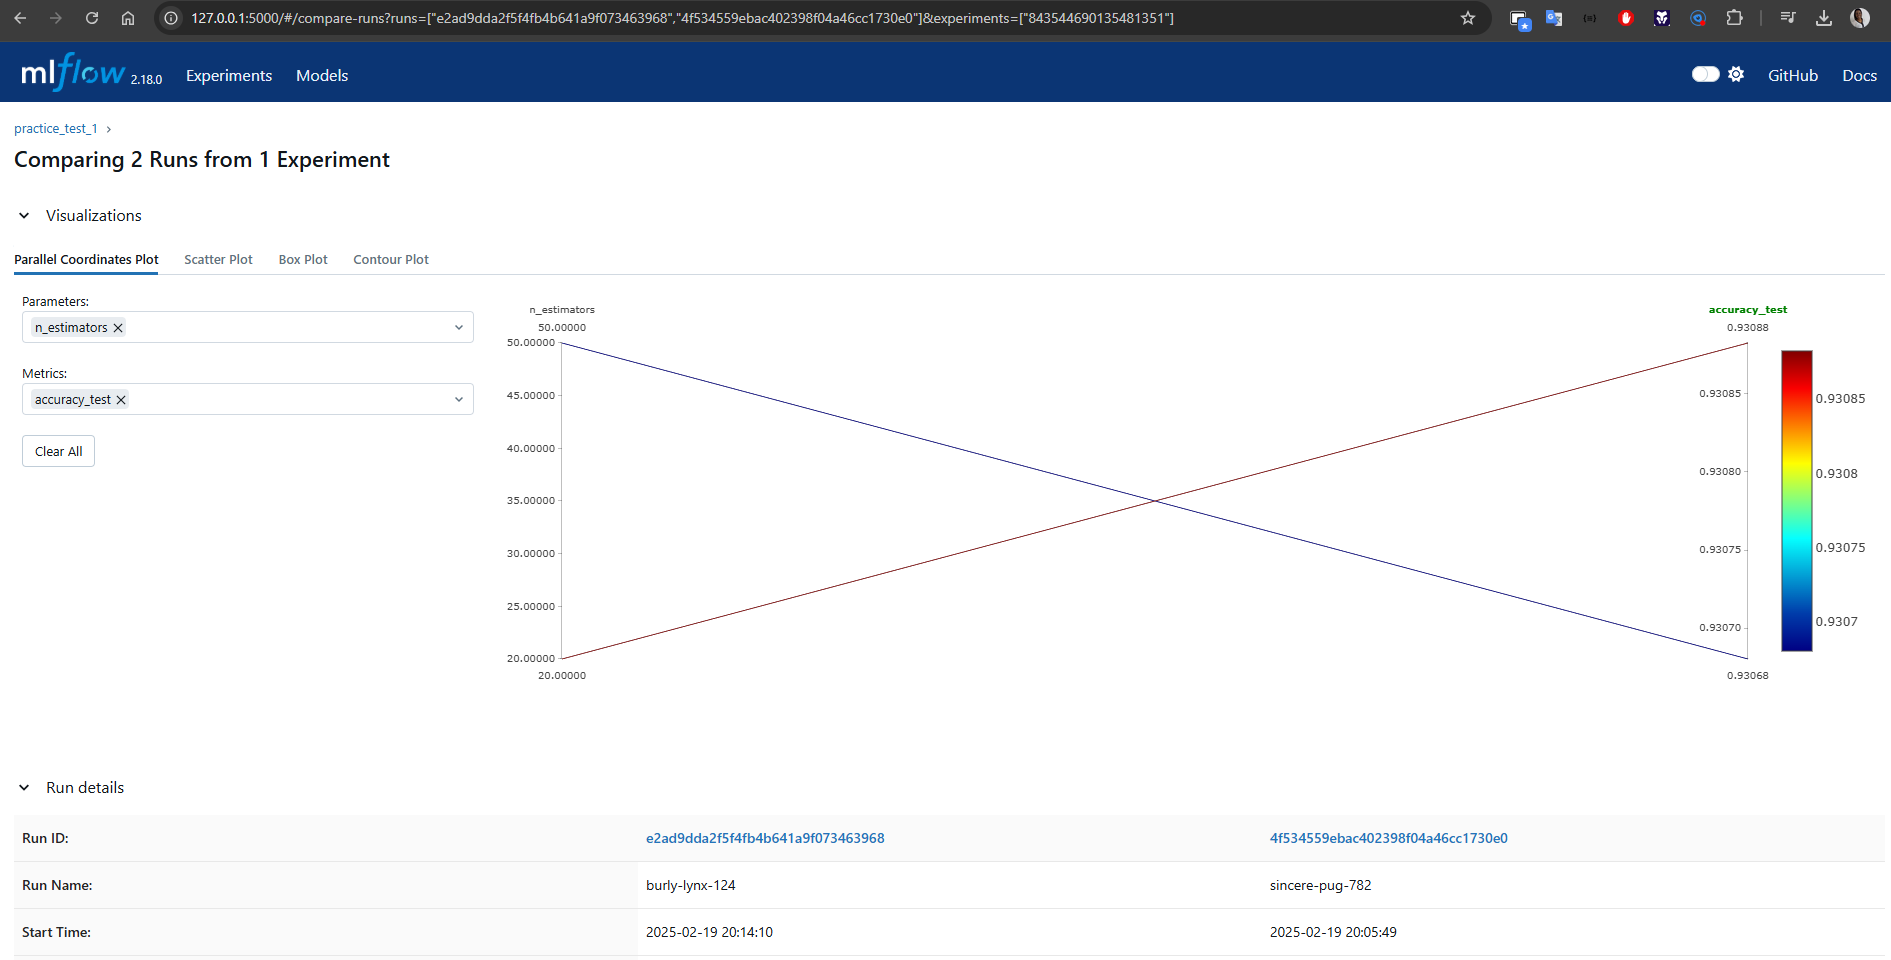 127.0.0.1:5000/#/compare-runs?runs=["e2ad9dda2f5f4fb4b641a9f073463968","4f534559ebac402398f04a46cc1730e0"]&experiments=["843544690135481351"]
mlflow 2.18.0 Experiments Models GitHub Docs
practice_test_1
Comparing 2 Runs from 1 Experiment
Visualizations
Parallel Coordinates Plot Scatter Plot Box Plot Contour Plot
Parameters:
n_estimators
Metrics:
accuracy_test
Clear All
n_estimators
50.00000
50.00000
45.00000
40.00000
35.00000
30.00000
25.00000
20.00000
20.00000
accuracy_test
0.93088
0.93085
0.93080
0.93075
0.93070
0.93068
0.93085
0.9308
0.93075
0.9307
Run details
Run ID: e2ad9dda2f5f4fb4b641a9f073463968 4f534559ebac402398f04a46cc1730e0
Run Name: burly-lynx-124 sincere-pug-782
Start Time: 2025-02-19 20:14:10 2025-02-19 20:05:49